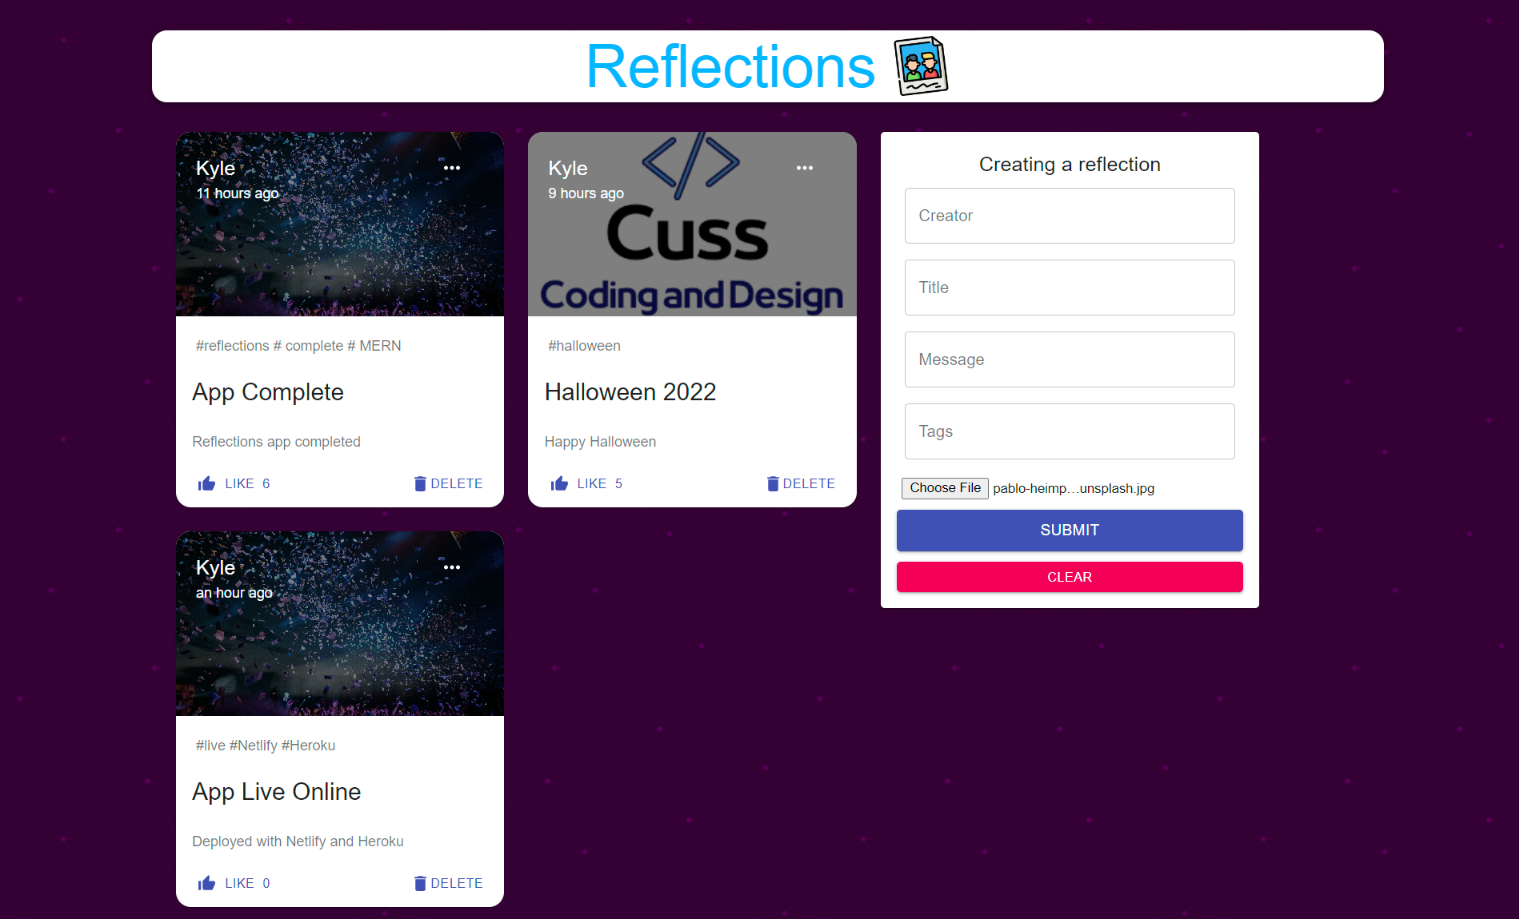 Reflections
Kyle
11 hours ago
#reflections # complete # MERN
App Complete
Reflections app completed
LIKE 6
DELETE
Kyle
9 hours ago
</>
Cuss
Coding and Design
#halloween
Halloween 2022
Happy Halloween
LIKE 5
DELETE
Kyle
an hour ago
#live #Netlify #Heroku
App Live Online
Deployed with Netlify and Heroku
LIKE 0
DELETE
Creating a reflection
Creator
Title
Message
Tags
Choose File pablo-heimp…unsplash.jpg
SUBMIT
CLEAR